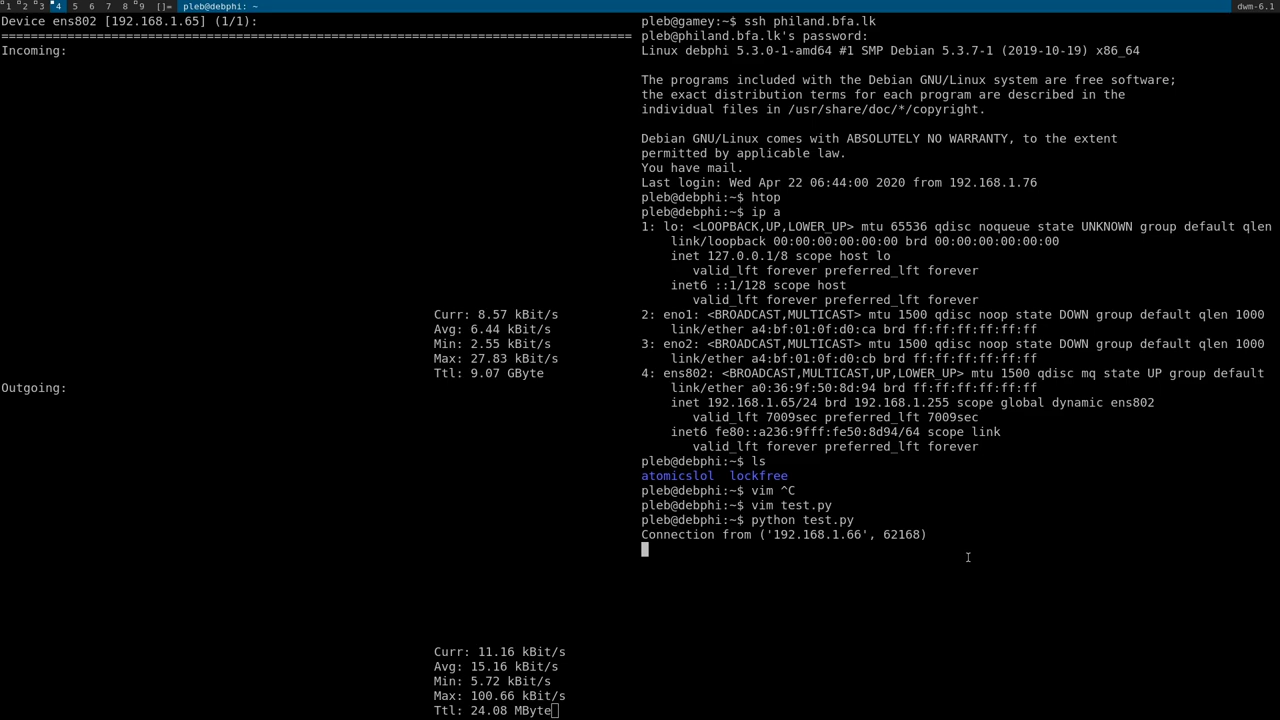 1 2 3 4 5 6 7 8 9 []= pleb@debphi: ~ dwm-6.1
Device ens802 [192.168.1.65] (1/1):
======================================================================================
Incoming:
Curr: 8.57 kBit/s
Avg: 6.44 kBit/s
Min: 2.55 kBit/s
Max: 27.83 kBit/s
Ttl: 9.07 GByte
Outgoing:
Curr: 11.16 kBit/s
Avg: 15.16 kBit/s
Min: 5.72 kBit/s
Max: 100.66 kBit/s
Ttl: 24.08 MByte
pleb@gamey:~$ ssh philand.bfa.lk
pleb@philand.bfa.lk's password:
Linux debphi 5.3.0-1-amd64 #1 SMP Debian 5.3.7-1 (2019-10-19) x86_64
The programs included with the Debian GNU/Linux system are free software;
the exact distribution terms for each program are described in the
individual files in /usr/share/doc/*/copyright.
Debian GNU/Linux comes with ABSOLUTELY NO WARRANTY, to the extent
permitted by applicable law.
You have mail.
Last login: Wed Apr 22 06:44:00 2020 from 192.168.1.76
pleb@debphi:~$ htop
pleb@debphi:~$ ip a
1: lo: <LOOPBACK,UP,LOWER_UP> mtu 65536 qdisc noqueue state UNKNOWN group default qlen
link/loopback 00:00:00:00:00:00 brd 00:00:00:00:00:00
inet 127.0.0.1/8 scope host lo
valid_lft forever preferred_lft forever
inet6 ::1/128 scope host
valid_lft forever preferred_lft forever
2: eno1: <BROADCAST,MULTICAST> mtu 1500 qdisc noop state DOWN group default qlen 1000
link/ether a4:bf:01:0f:d0:ca brd ff:ff:ff:ff:ff:ff
3: eno2: <BROADCAST,MULTICAST> mtu 1500 qdisc noop state DOWN group default qlen 1000
link/ether a4:bf:01:0f:d0:cb brd ff:ff:ff:ff:ff:ff
4: ens802: <BROADCAST,MULTICAST,UP,LOWER_UP> mtu 1500 qdisc mq state UP group default
link/ether a0:36:9f:50:8d:94 brd ff:ff:ff:ff:ff:ff
inet 192.168.1.65/24 brd 192.168.1.255 scope global dynamic ens802
valid_lft 7009sec preferred_lft 7009sec
inet6 fe80::a236:9fff:fe50:8d94/64 scope link
valid_lft forever preferred_lft forever
pleb@debphi:~$ ls
atomicslol lockfree
pleb@debphi:~$ vim ^C
pleb@debphi:~$ vim test.py
pleb@debphi:~$ python test.py
Connection from ('192.168.1.66', 62168)